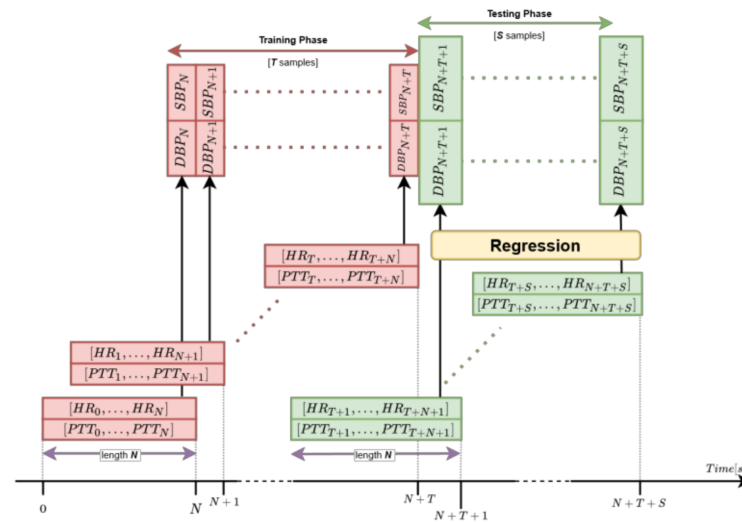 Training Phase
[T samples]
Testing Phase
[S samples]
SBP_N
SBP_{N+1}
SBP_{N+T}
SBP_{N+T+1}
SBP_{N+T+S}
DBP_N
DBP_{N+1}
DBP_{N+T}
DBP_{N+T+1}
DBP_{N+T+S}
Regression
[HR_T, ..., HR_{T+N}]
[PTT_T, ..., PTT_{T+N}]
[HR_{T+S}, ..., HR_{N+T+S}]
[PTT_{T+S}, ..., PTT_{N+T+S}]
[HR_1, ..., HR_{N+1}]
[PTT_1, ..., PTT_{N+1}]
[HR_0, ..., HR_N]
[PTT_0, ..., PTT_N]
[HR_{T+1}, ..., HR_{T+N+1}]
[PTT_{T+1}, ..., PTT_{T+N+1}]
length N
length N
Time[s
0
N
N+1
N+T
N+T+1
N+T+S